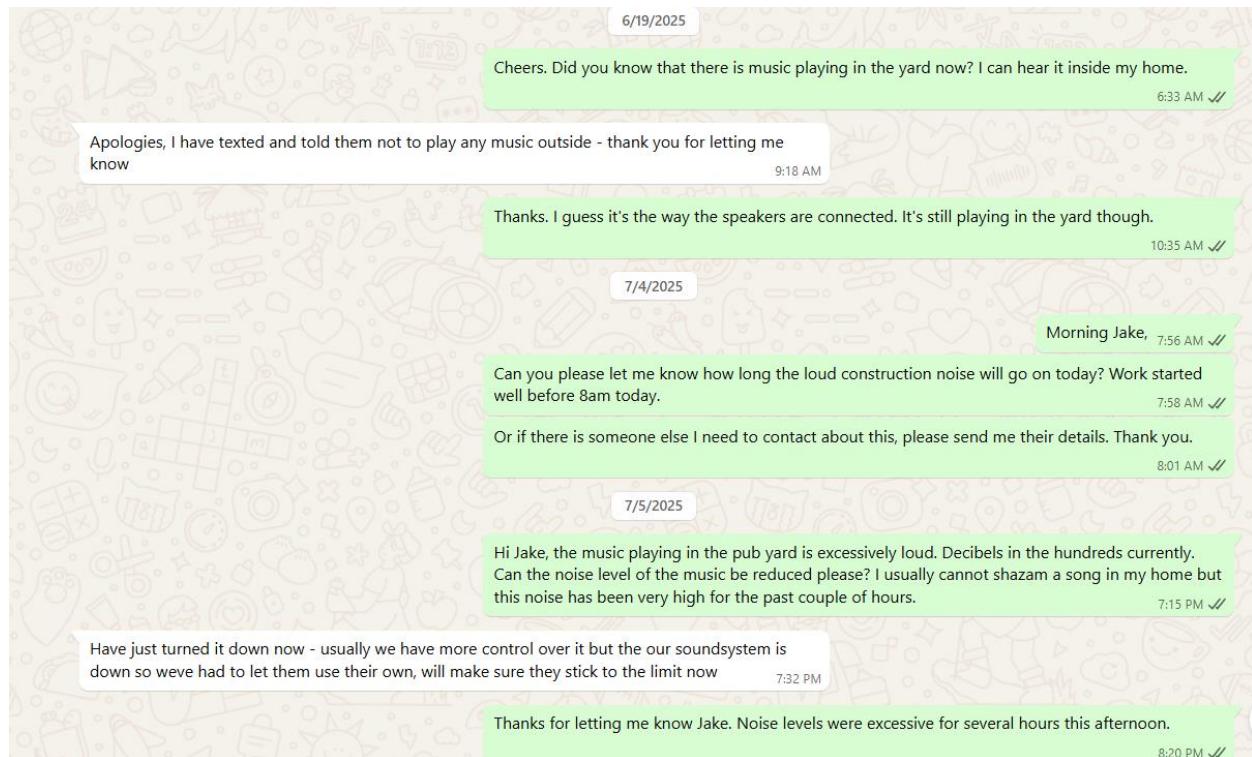 6/19/2025
Cheers. Did you know that there is music playing in the yard now? I can hear it inside my home.
6:33 AM
Apologies, I have texted and told them not to play any music outside - thank you for letting me
know
9:18 AM
Thanks. I guess it's the way the speakers are connected. It's still playing in the yard though.
10:35 AM
7/4/2025
Morning Jake,
7:56 AM
Can you please let me know how long the loud construction noise will go on today? Work started
well before 8am today.
7:58 AM
Or if there is someone else I need to contact about this, please send me their details. Thank you.
8:01 AM
7/5/2025
Hi Jake, the music playing in the pub yard is excessively loud. Decibels in the hundreds currently.
Can the noise level of the music be reduced please? I usually cannot shazam a song in my home but
this noise has been very high for the past couple of hours.
7:15 PM
Have just turned it down now - usually we have more control over it but the our soundsystem is
down so weve had to let them use their own, will make sure they stick to the limit now
7:32 PM
Thanks for letting me know Jake. Noise levels were excessive for several hours this afternoon.
8:20 PM